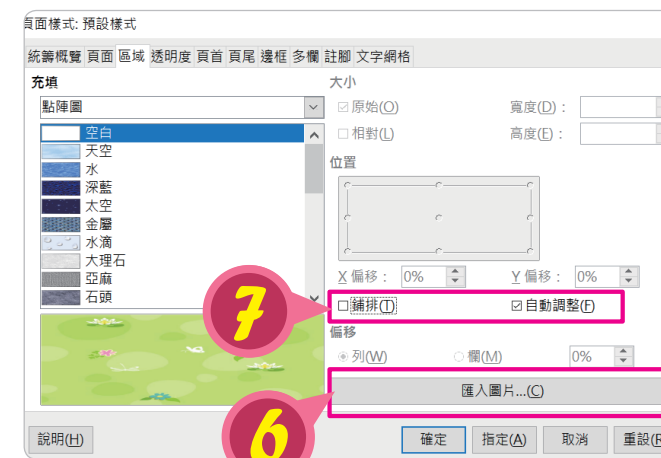 頁面樣式: 預設樣式
統籌概覽 頁面 區域 透明度 頁首 頁尾 邊框 多欄 註腳 文字網格
充填
點陣圖
空白
天空
水
深藍
太空
金屬
水滴
大理石
亞麻
石頭
大小
原始(O) 寬度(D)：
相對(L) 高度(E)：
位置
X 偏移： 0% Y 偏移： 0%
鋪排(T) 自動調整(F)
偏移
列(W) 欄(M) 0%
匯入圖片...(C)
7
6
說明(H) 確定 指定(A) 取消 重設(R